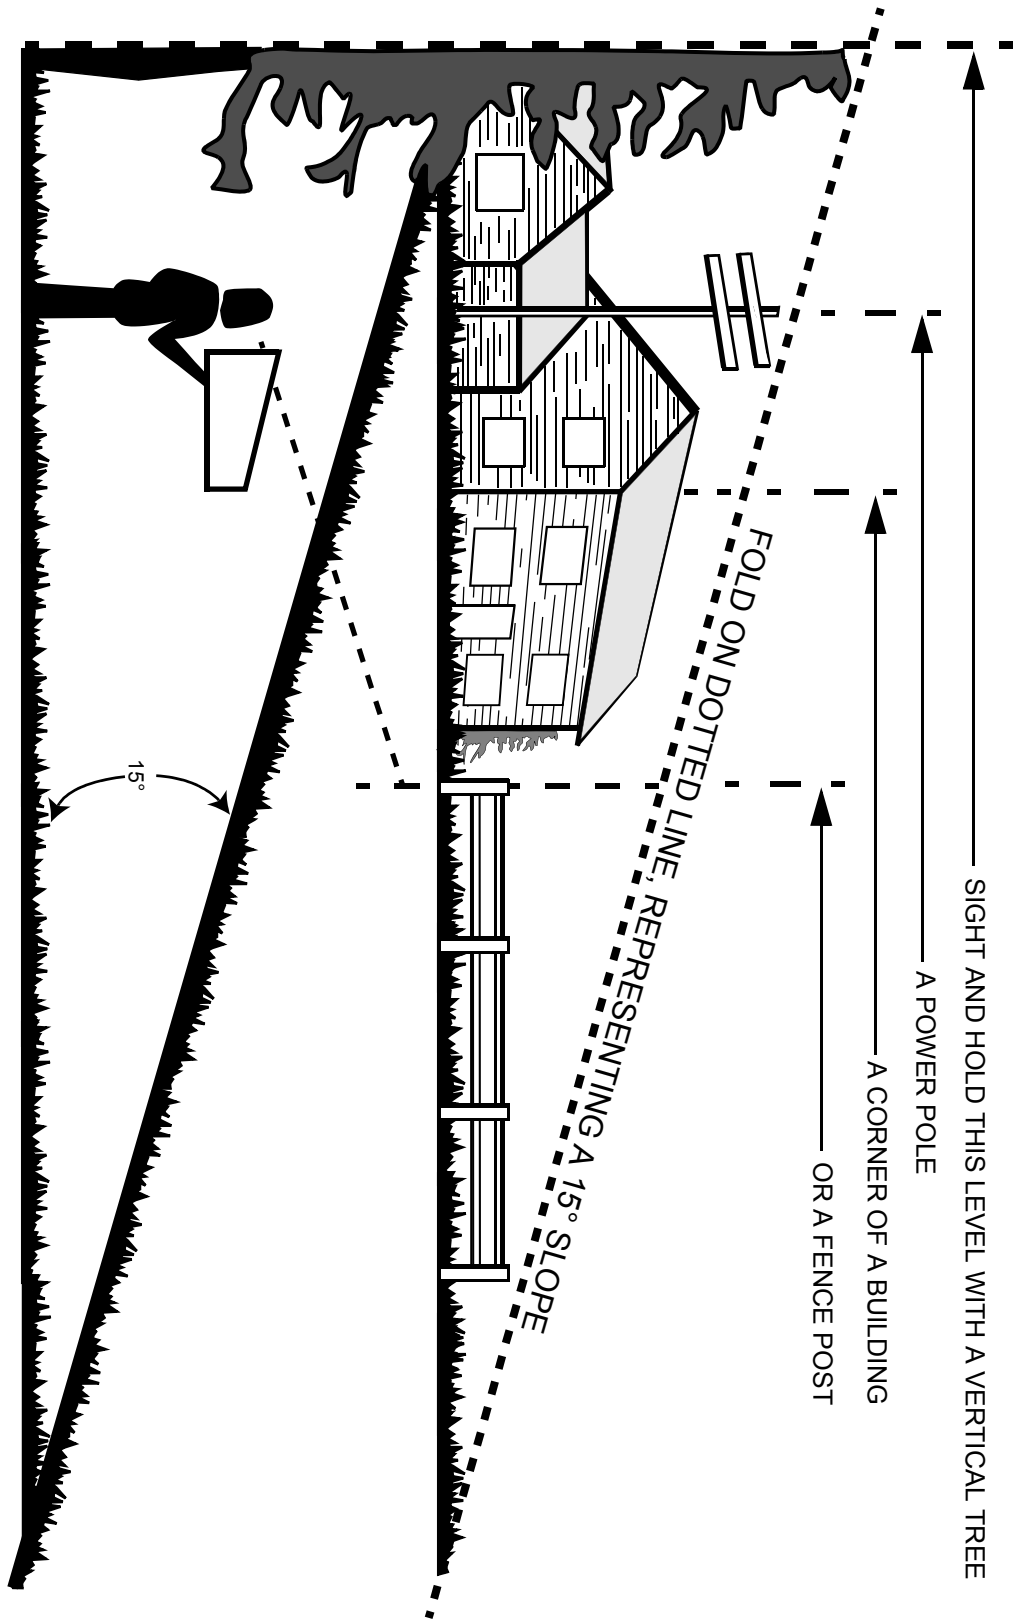 SIGHT AND HOLD THIS LEVEL WITH A VERTICAL TREE
A POWER POLE
A CORNER OF A BUILDING
OR A FENCE POST
FOLD ON DOTTED LINE, REPRESENTING A 15° SLOPE
15°